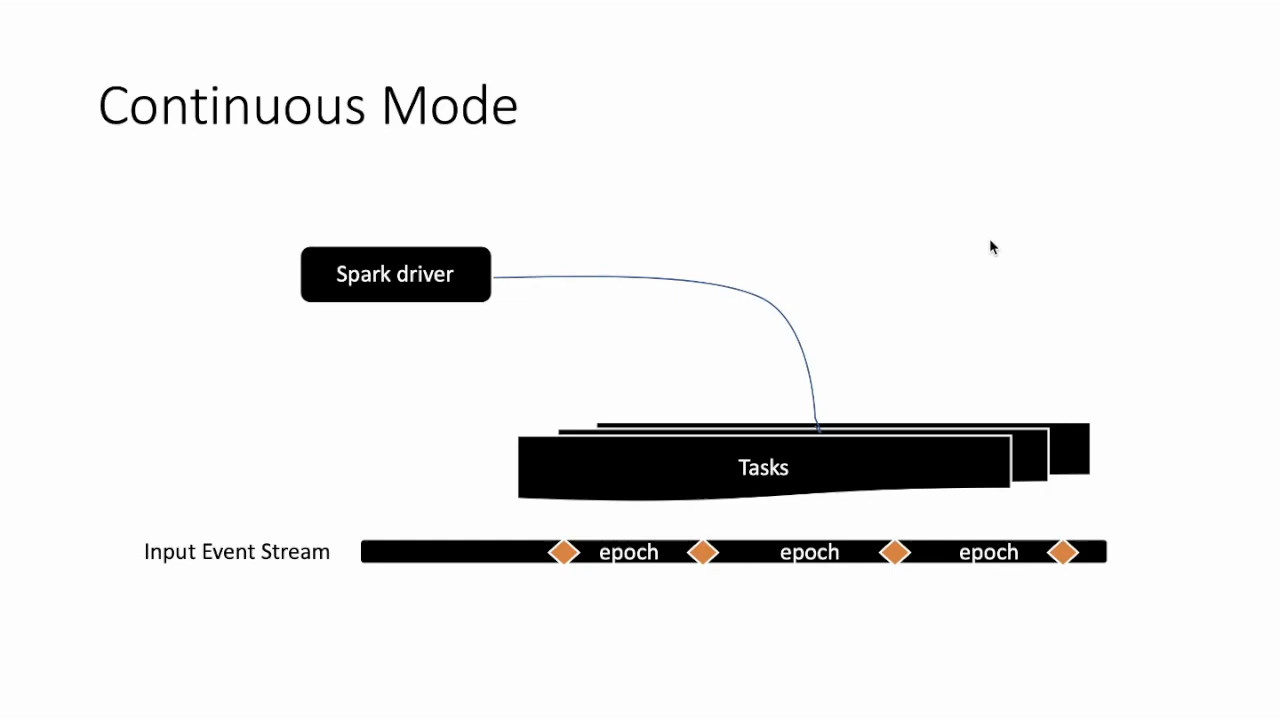 Continuous Mode
Spark driver
Tasks
Input Event Stream
epoch
epoch
epoch